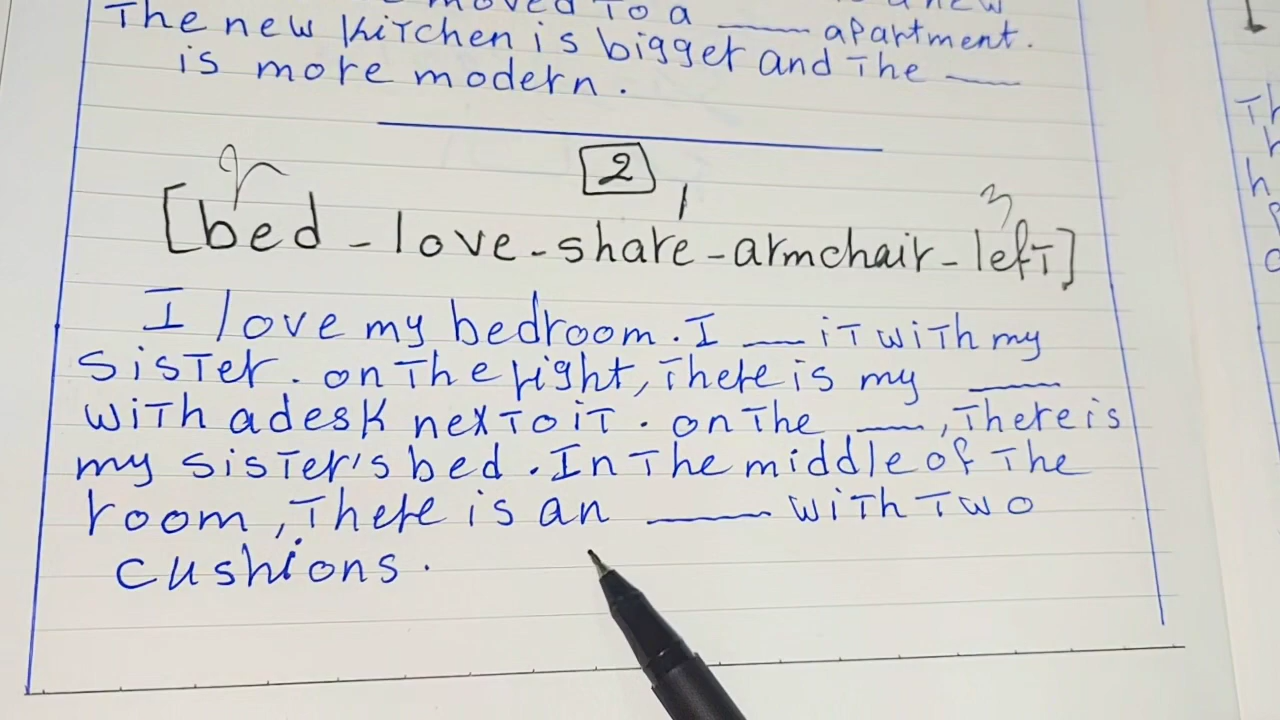 moved to a ___ apartment.
The new kitchen is bigger and the ___
is more modern.
2
[bed - love - share - armchair - left]
I love my bedroom. I ___ it with my
sister. on the right, there is my ___
with a desk next to it. on the ___, there is
my sister's bed. In the middle of the
room, there is an ___ with two
cushions.